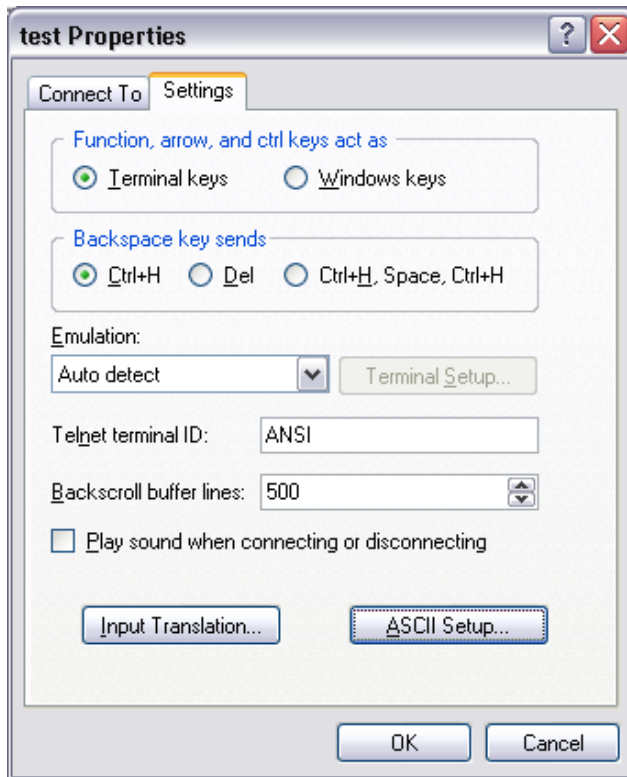 test Properties
Connect To Settings
Function, arrow, and ctrl keys act as
Terminal keys Windows keys
Backspace key sends
Ctrl+H Del Ctrl+H, Space, Ctrl+H
Emulation:
Auto detect Terminal Setup...
Telnet terminal ID: ANSI
Backscroll buffer lines: 500
Play sound when connecting or disconnecting
Input Translation... ASCII Setup...
OK Cancel